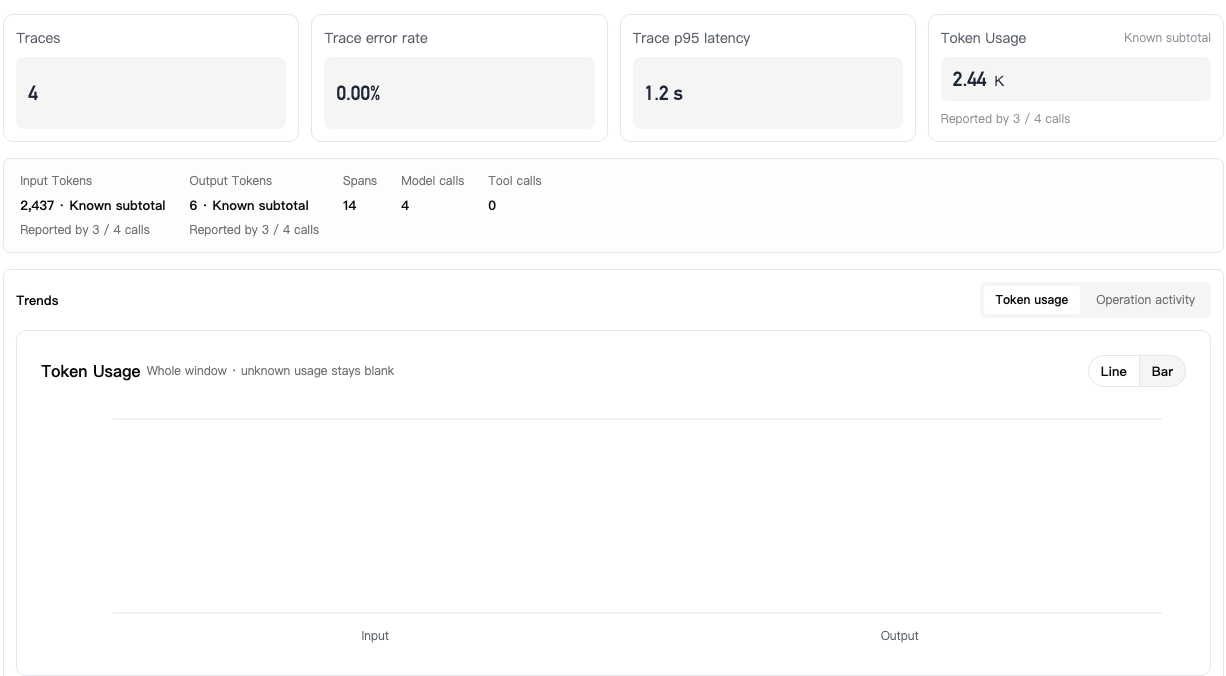 Traces
4
Trace error rate
0.00%
Trace p95 latency
1.2 s
Token Usage
Known subtotal
2.44 K
Reported by 3 / 4 calls
Input Tokens
2,437 · Known subtotal
Reported by 3 / 4 calls
Output Tokens
6 · Known subtotal
Reported by 3 / 4 calls
Spans
14
Model calls
4
Tool calls
0
Trends
Token usage
Operation activity
Token Usage Whole window · unknown usage stays blank
Line
Bar
Input
Output